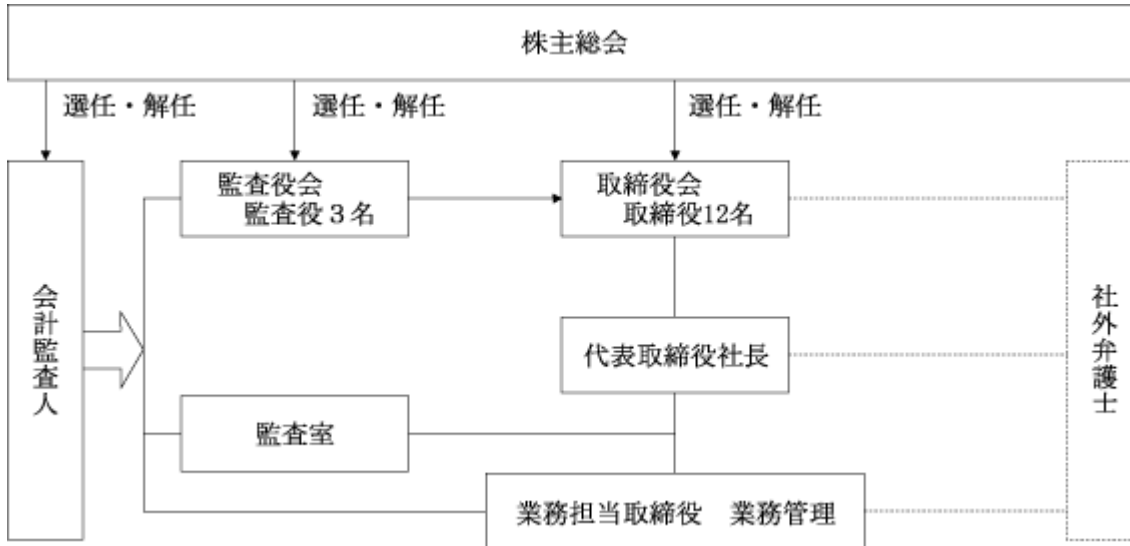 株主総会
選任・解任
選任・解任
選任・解任
監査役会
監査役3名
取締役会
取締役12名
会計監査人
社外弁護士
代表取締役社長
監査室
業務担当取締役　業務管理